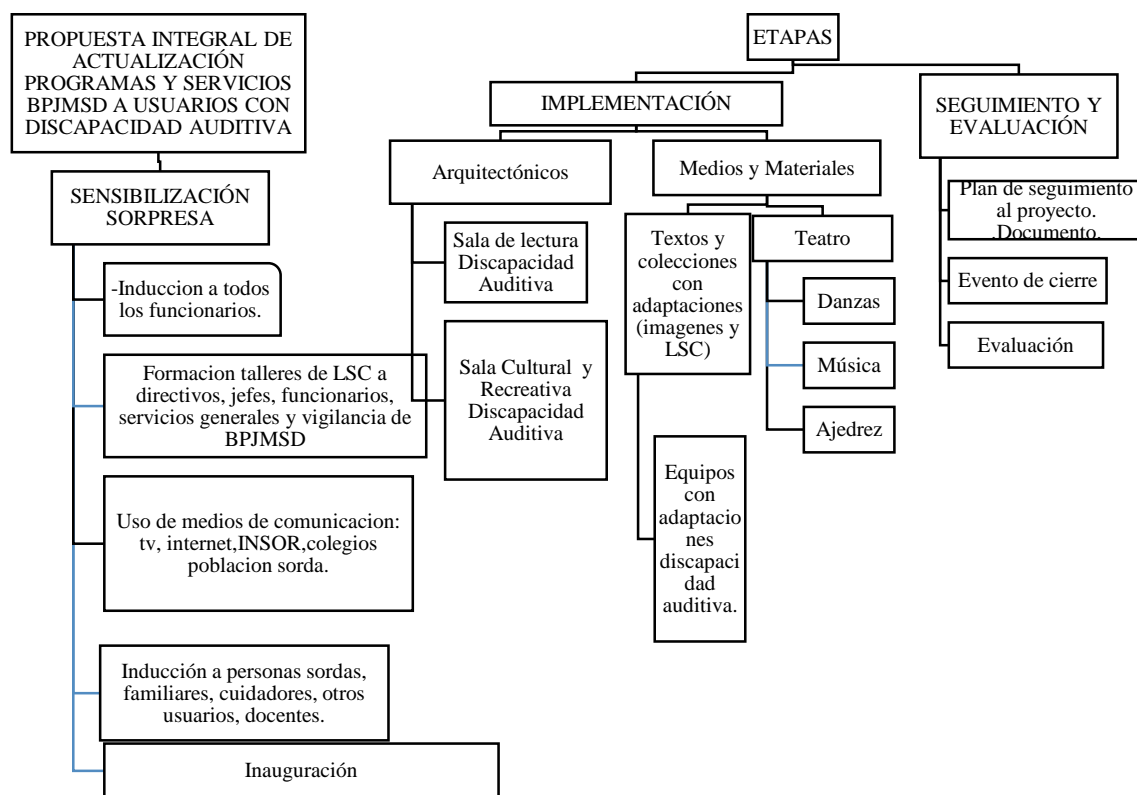 PROPUESTA INTEGRAL DE
ACTUALIZACIÓN
PROGRAMAS Y SERVICIOS
BPJMSD A USUARIOS CON
DISCAPACIDAD AUDITIVA
SENSIBILIZACIÓN
SORPRESA
-Induccion a todos
los funcionarios.
Formacion talleres de LSC a
directivos, jefes, funcionarios,
servicios generales y vigilancia de
BPJMSD
Uso de medios de comunicacion:
tv, internet,INSOR,colegios
poblacion sorda.
Inducción a personas sordas,
familiares, cuidadores, otros
usuarios, docentes.
Inauguración
ETAPAS
IMPLEMENTACIÓN
Arquitectónicos
Sala de lectura
Discapacidad
Auditiva
Sala Cultural y
Recreativa
Discapacidad
Auditiva
Medios y Materiales
Textos y
colecciones
con
adaptaciones
(imagenes y
LSC)
Equipos
con
adaptacio
nes
discapaci
dad
auditiva.
Teatro
Danzas
Música
Ajedrez
SEGUIMIENTO Y
EVALUACIÓN
Plan de seguimiento
al proyecto.
.Documento.
Evento de cierre
Evaluación